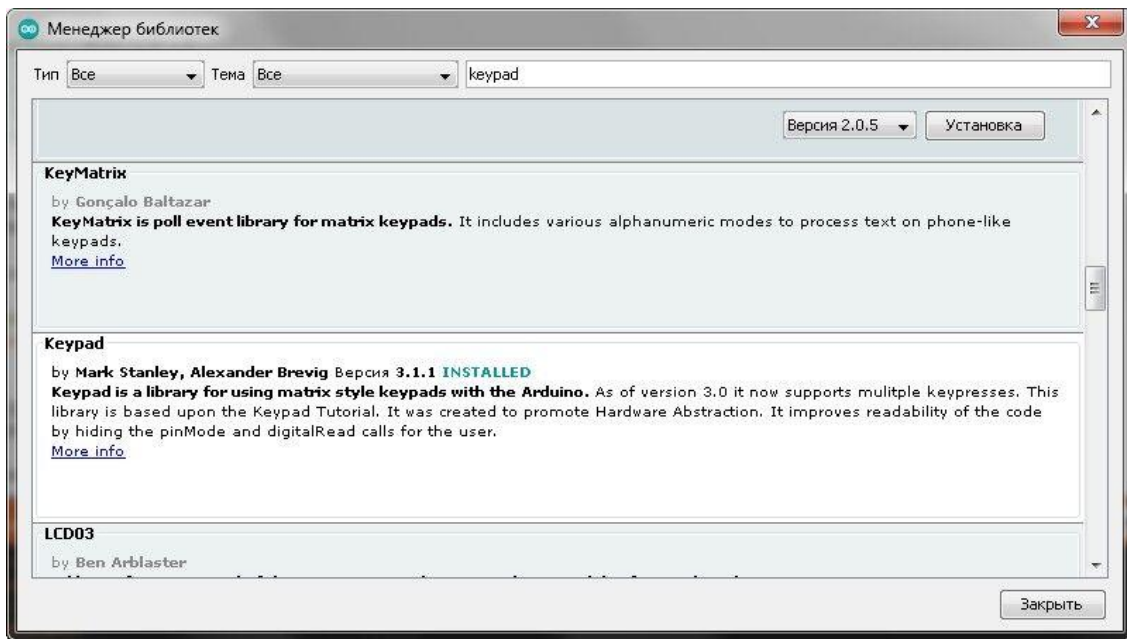 Менеджер библиотек
Тип Все Тема Все keypad
Версия 2.0.5 Установка
KeyMatrix
by Gonçalo Baltazar
KeyMatrix is poll event library for matrix keypads. It includes various alphanumeric modes to process text on phone-like
keypads.
More info
Keypad
by Mark Stanley, Alexander Brevig Версия 3.1.1 INSTALLED
Keypad is a library for using matrix style keypads with the Arduino. As of version 3.0 it now supports mulitple keypresses. This
library is based upon the Keypad Tutorial. It was created to promote Hardware Abstraction. It improves readability of the code
by hiding the pinMode and digitalRead calls for the user.
More info
LCD03
by Ben Arblaster
Закрыть